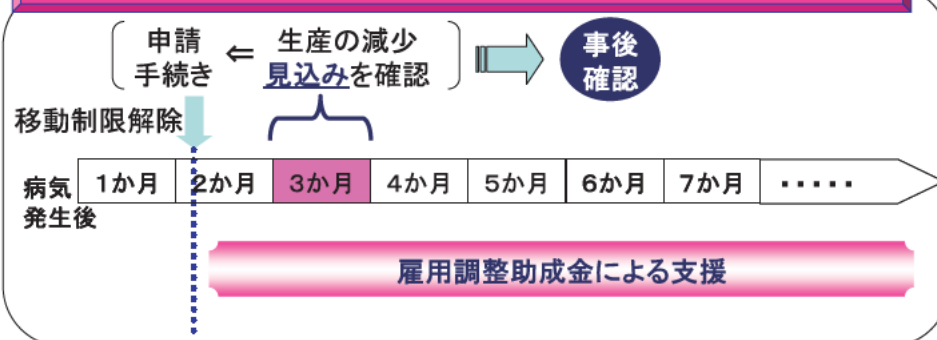 申請 ⇐ 生産の減少
手続き 見込みを確認
事後
確認
移動制限解除
病気
発生後
1か月 2か月 3か月 4か月 5か月 6か月 7か月 ・・・・・
雇用調整助成金による支援